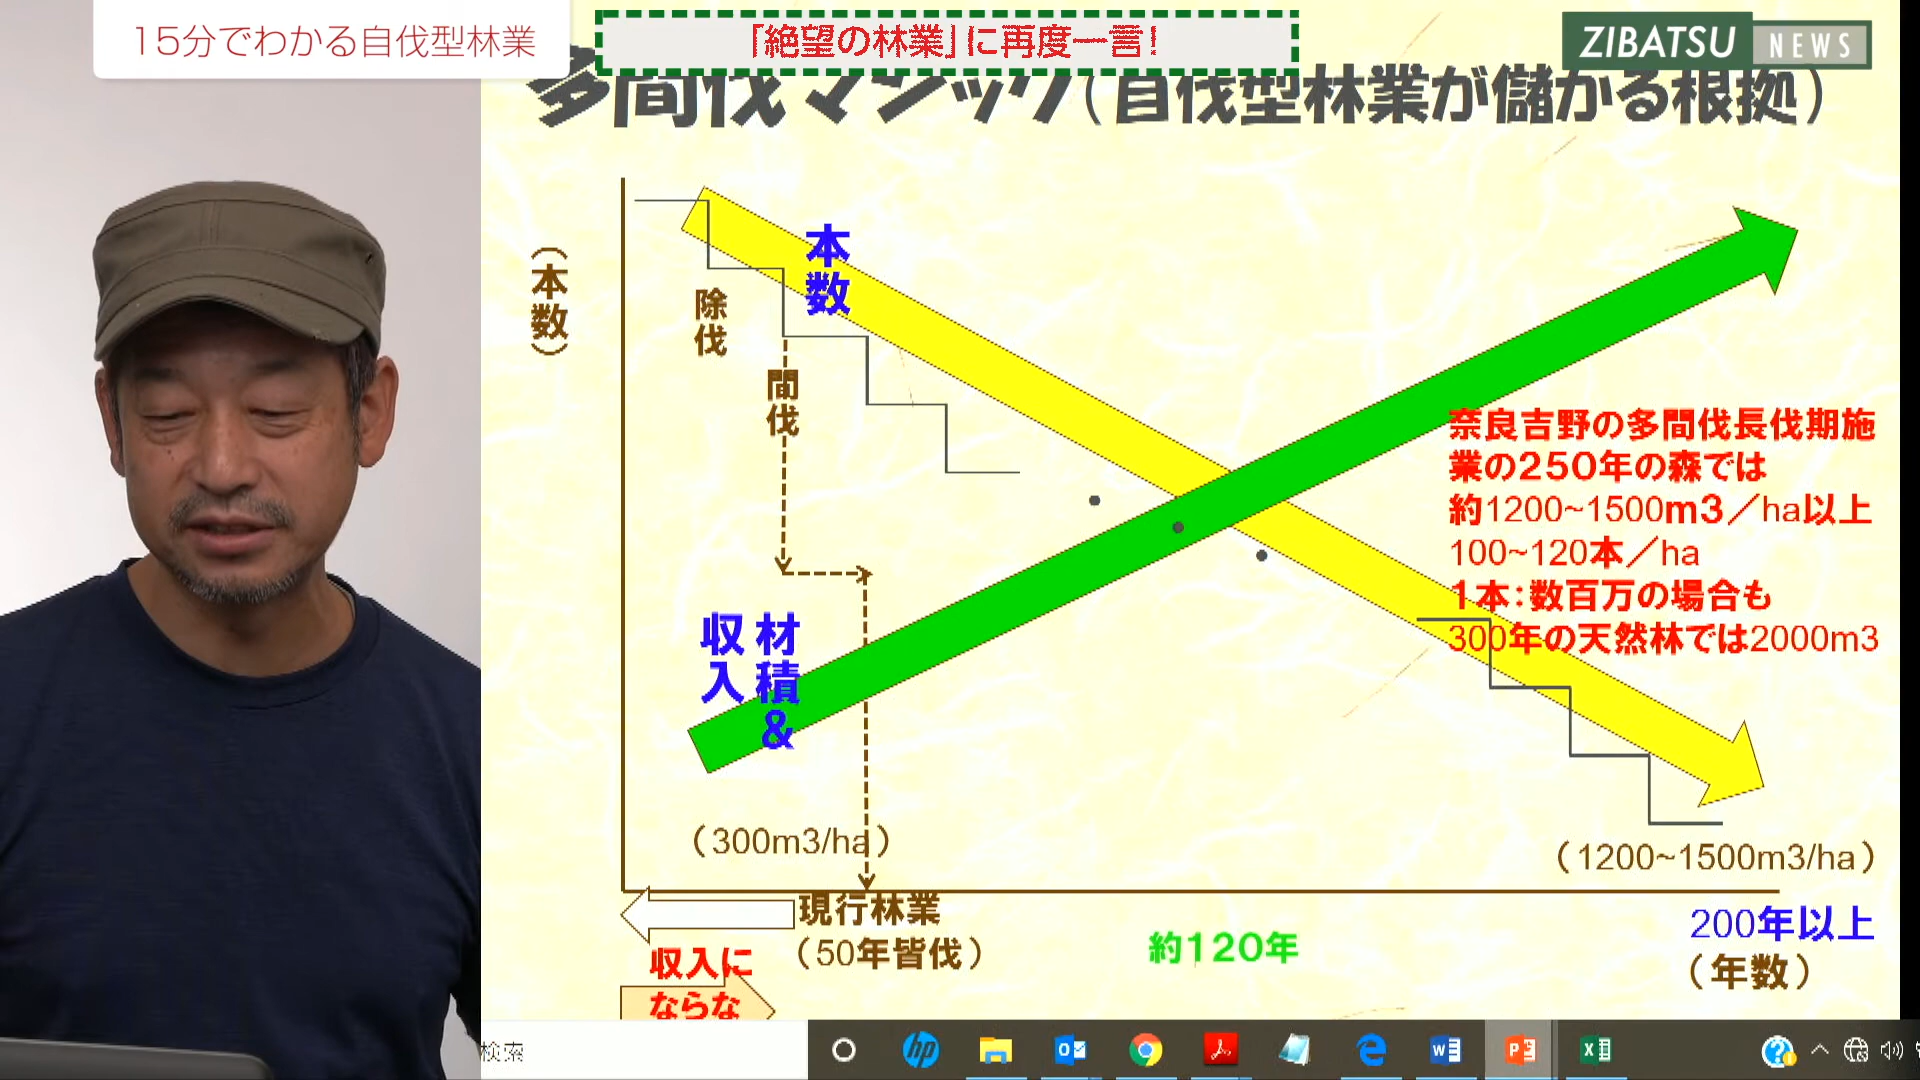 15分でわかる自伐型林業
「絶望の林業」に再度一言！
ZIBATSU NEWS
多間伐マジック（自伐型林業が儲かる根拠）
（本数）
本数
除伐
間伐
材積&
収入
奈良吉野の多間伐長伐期施
業の250年の森では
約1200~1500m3／ha以上
100~120本／ha
1本：数百万の場合も
300年の天然林では2000m3
（300m3/ha）
（1200~1500m3/ha）
現行林業
（50年皆伐）
約120年
200年以上
（年数）
収入に
ならな
検索